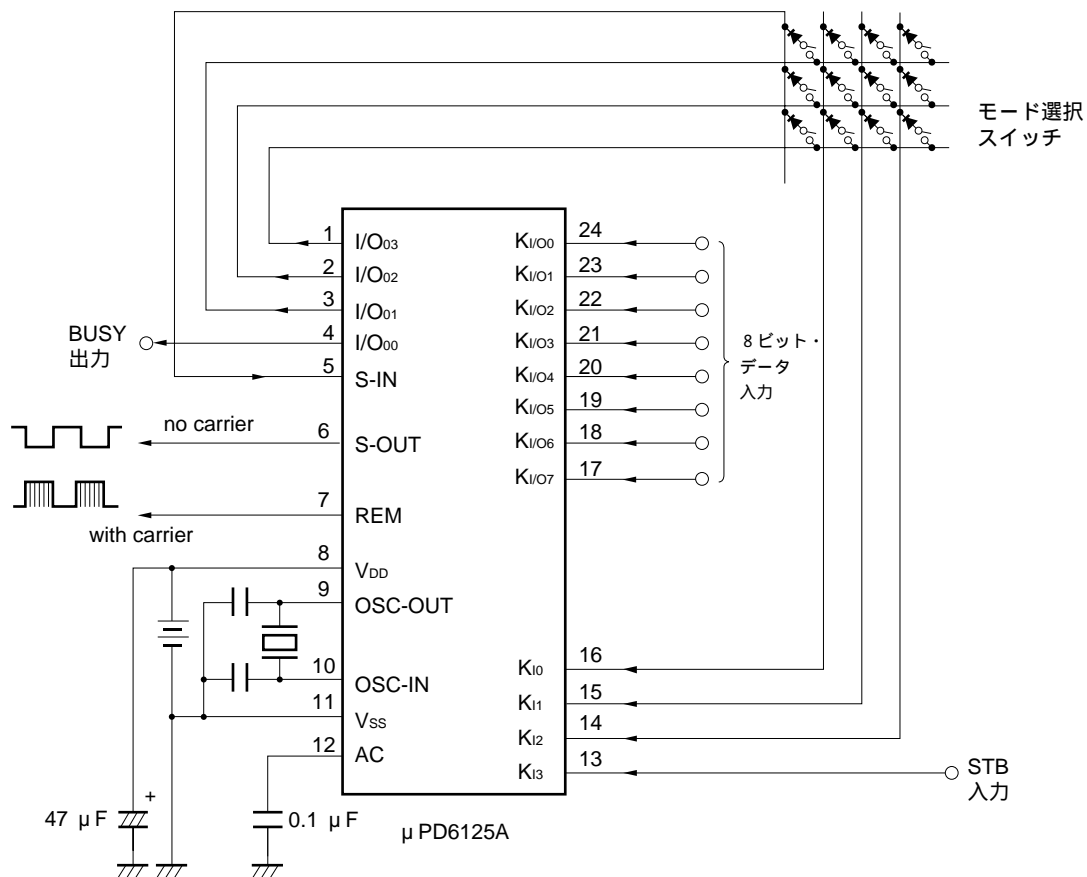 モード選択
スイッチ
1
I/O03
2
I/O02
3
I/O01
4
I/O00
5
S-IN
BUSY
出力
6
S-OUT
no carrier
7
REM
with carrier
8
VDD
9
OSC-OUT
10
OSC-IN
11
VSS
12
AC
24
KI/O0
23
KI/O1
22
KI/O2
21
KI/O3
20
KI/O4
19
KI/O5
18
KI/O6
17
KI/O7
8ビット・
データ
入力
16
KI0
15
KI1
14
KI2
13
KI3
STB
入力
+
47 μF
0.1 μF
μPD6125A